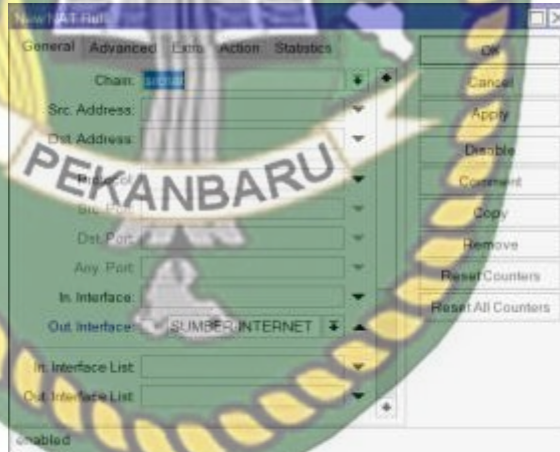 New NAT Rule
General Advanced Extra Action Statistics
Chain: srcnat
Src. Address:
Dst. Address:
Protocol:
Src. Port:
Dst. Port:
Any. Port:
In. Interface:
Out. Interface: SUMBER INTERNET
In. Interface List:
Out. Interface List:
enabled
OK
Cancel
Apply
Disable
Comment
Copy
Remove
Reset Counters
Reset All Counters
PEKANBARU